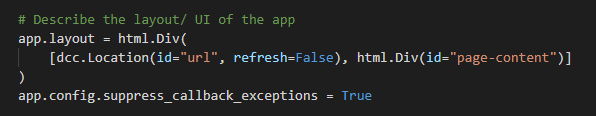 # Describe the layout/ UI of the app
app.layout = html.Div(
    [dcc.Location(id="url", refresh=False), html.Div(id="page-content")]
)
app.config.suppress_callback_exceptions = True